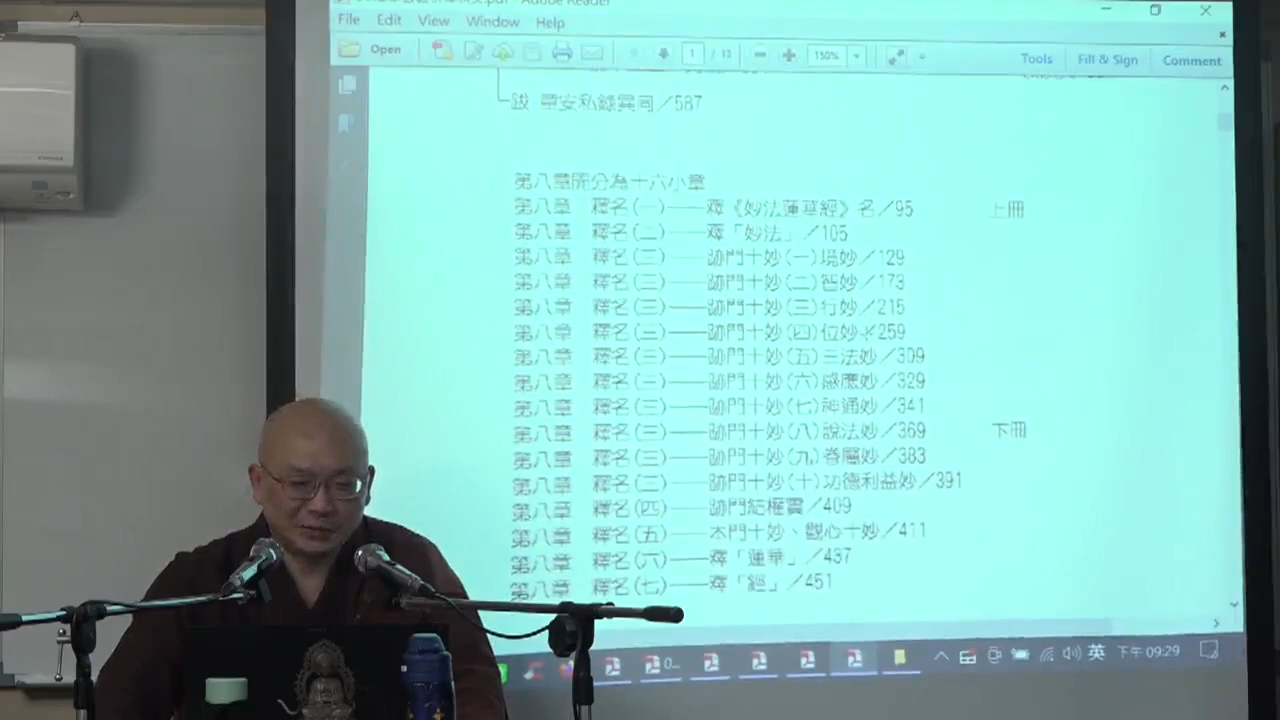 File Edit View Window Help
Open 1 / 13 150% Tools Fill & Sign Comment
跋 章安私錄異同／587
第八章開分為十六小章
第八章 釋名(一)——釋《妙法蓮華經》名／95 上冊
第八章 釋名(二)——釋「妙法」／105
第八章 釋名(三)——跡門十妙(一)境妙／129
第八章 釋名(三)——跡門十妙(二)智妙／173
第八章 釋名(三)——跡門十妙(三)行妙／215
第八章 釋名(三)——跡門十妙(四)位妙／259
第八章 釋名(三)——跡門十妙(五)三法妙／309
第八章 釋名(三)——跡門十妙(六)感應妙／329
第八章 釋名(三)——跡門十妙(七)神通妙／341
第八章 釋名(三)——跡門十妙(八)說法妙／369 下冊
第八章 釋名(三)——跡門十妙(九)眷屬妙／383
第八章 釋名(三)——跡門十妙(十)功德利益妙／391
第八章 釋名(四)——跡門結權實／409
第八章 釋名(五)——本門十妙、觀心十妙／411
第八章 釋名(六)——釋「蓮華」／437
第八章 釋名(七)——釋「經」／451
英 下午 09:29